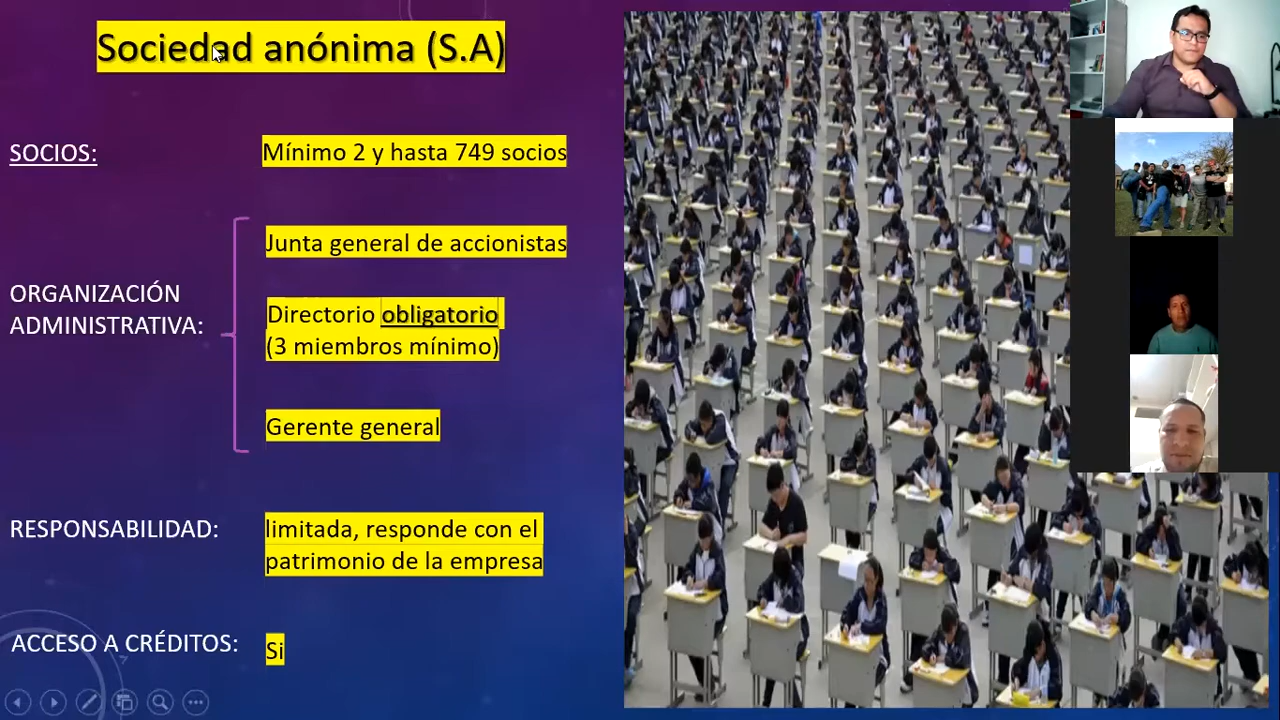 Sociedad anónima (S.A)
SOCIOS:
Mínimo 2 y hasta 749 socios
ORGANIZACIÓN
ADMINISTRATIVA:
Junta general de accionistas
Directorio obligatorio
(3 miembros mínimo)
Gerente general
RESPONSABILIDAD:
limitada, responde con el
patrimonio de la empresa
ACCESO A CRÉDITOS:
Si